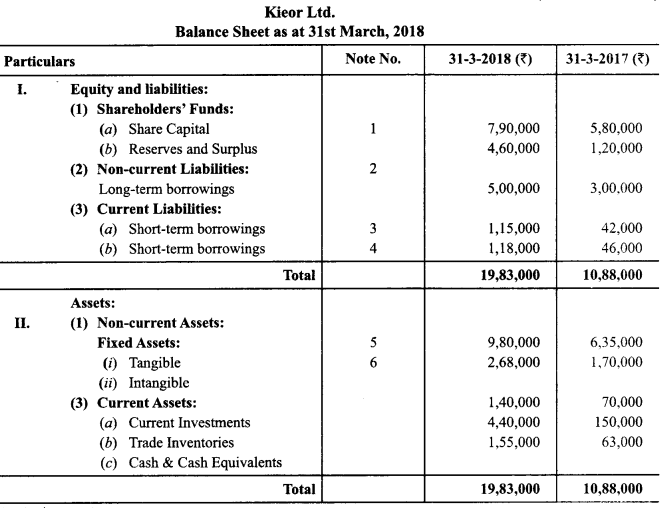 Kieor Ltd.
Balance Sheet as at 31st March, 2018
Particulars Note No. 31-3-2018 (₹) 31-3-2017 (₹)
I. Equity and liabilities:
(1) Shareholders' Funds:
(a) Share Capital 1 7,90,000 5,80,000
(b) Reserves and Surplus 4,60,000 1,20,000
(2) Non-current Liabilities: 2
Long-term borrowings 5,00,000 3,00,000
(3) Current Liabilities:
(a) Short-term borrowings 3 1,15,000 42,000
(b) Short-term borrowings 4 1,18,000 46,000
Total 19,83,000 10,88,000
Assets:
II. (1) Non-current Assets:
Fixed Assets: 5 9,80,000 6,35,000
(i) Tangible 6 2,68,000 1,70,000
(ii) Intangible
(3) Current Assets: 1,40,000 70,000
(a) Current Investments 4,40,000 150,000
(b) Trade Inventories 1,55,000 63,000
(c) Cash & Cash Equivalents
Total 19,83,000 10,88,000